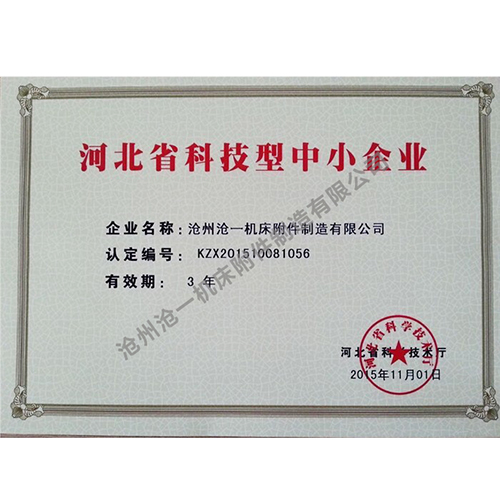 河北省科技型中小企业
企业名称：沧州沧一机床附件制造有限公司
认定编号：KZX201510081056
有效期：3 年
河北省科学技术厅
河北省科学技术厅
2015年11月01日
沧州沧一机床附件制造有限公司